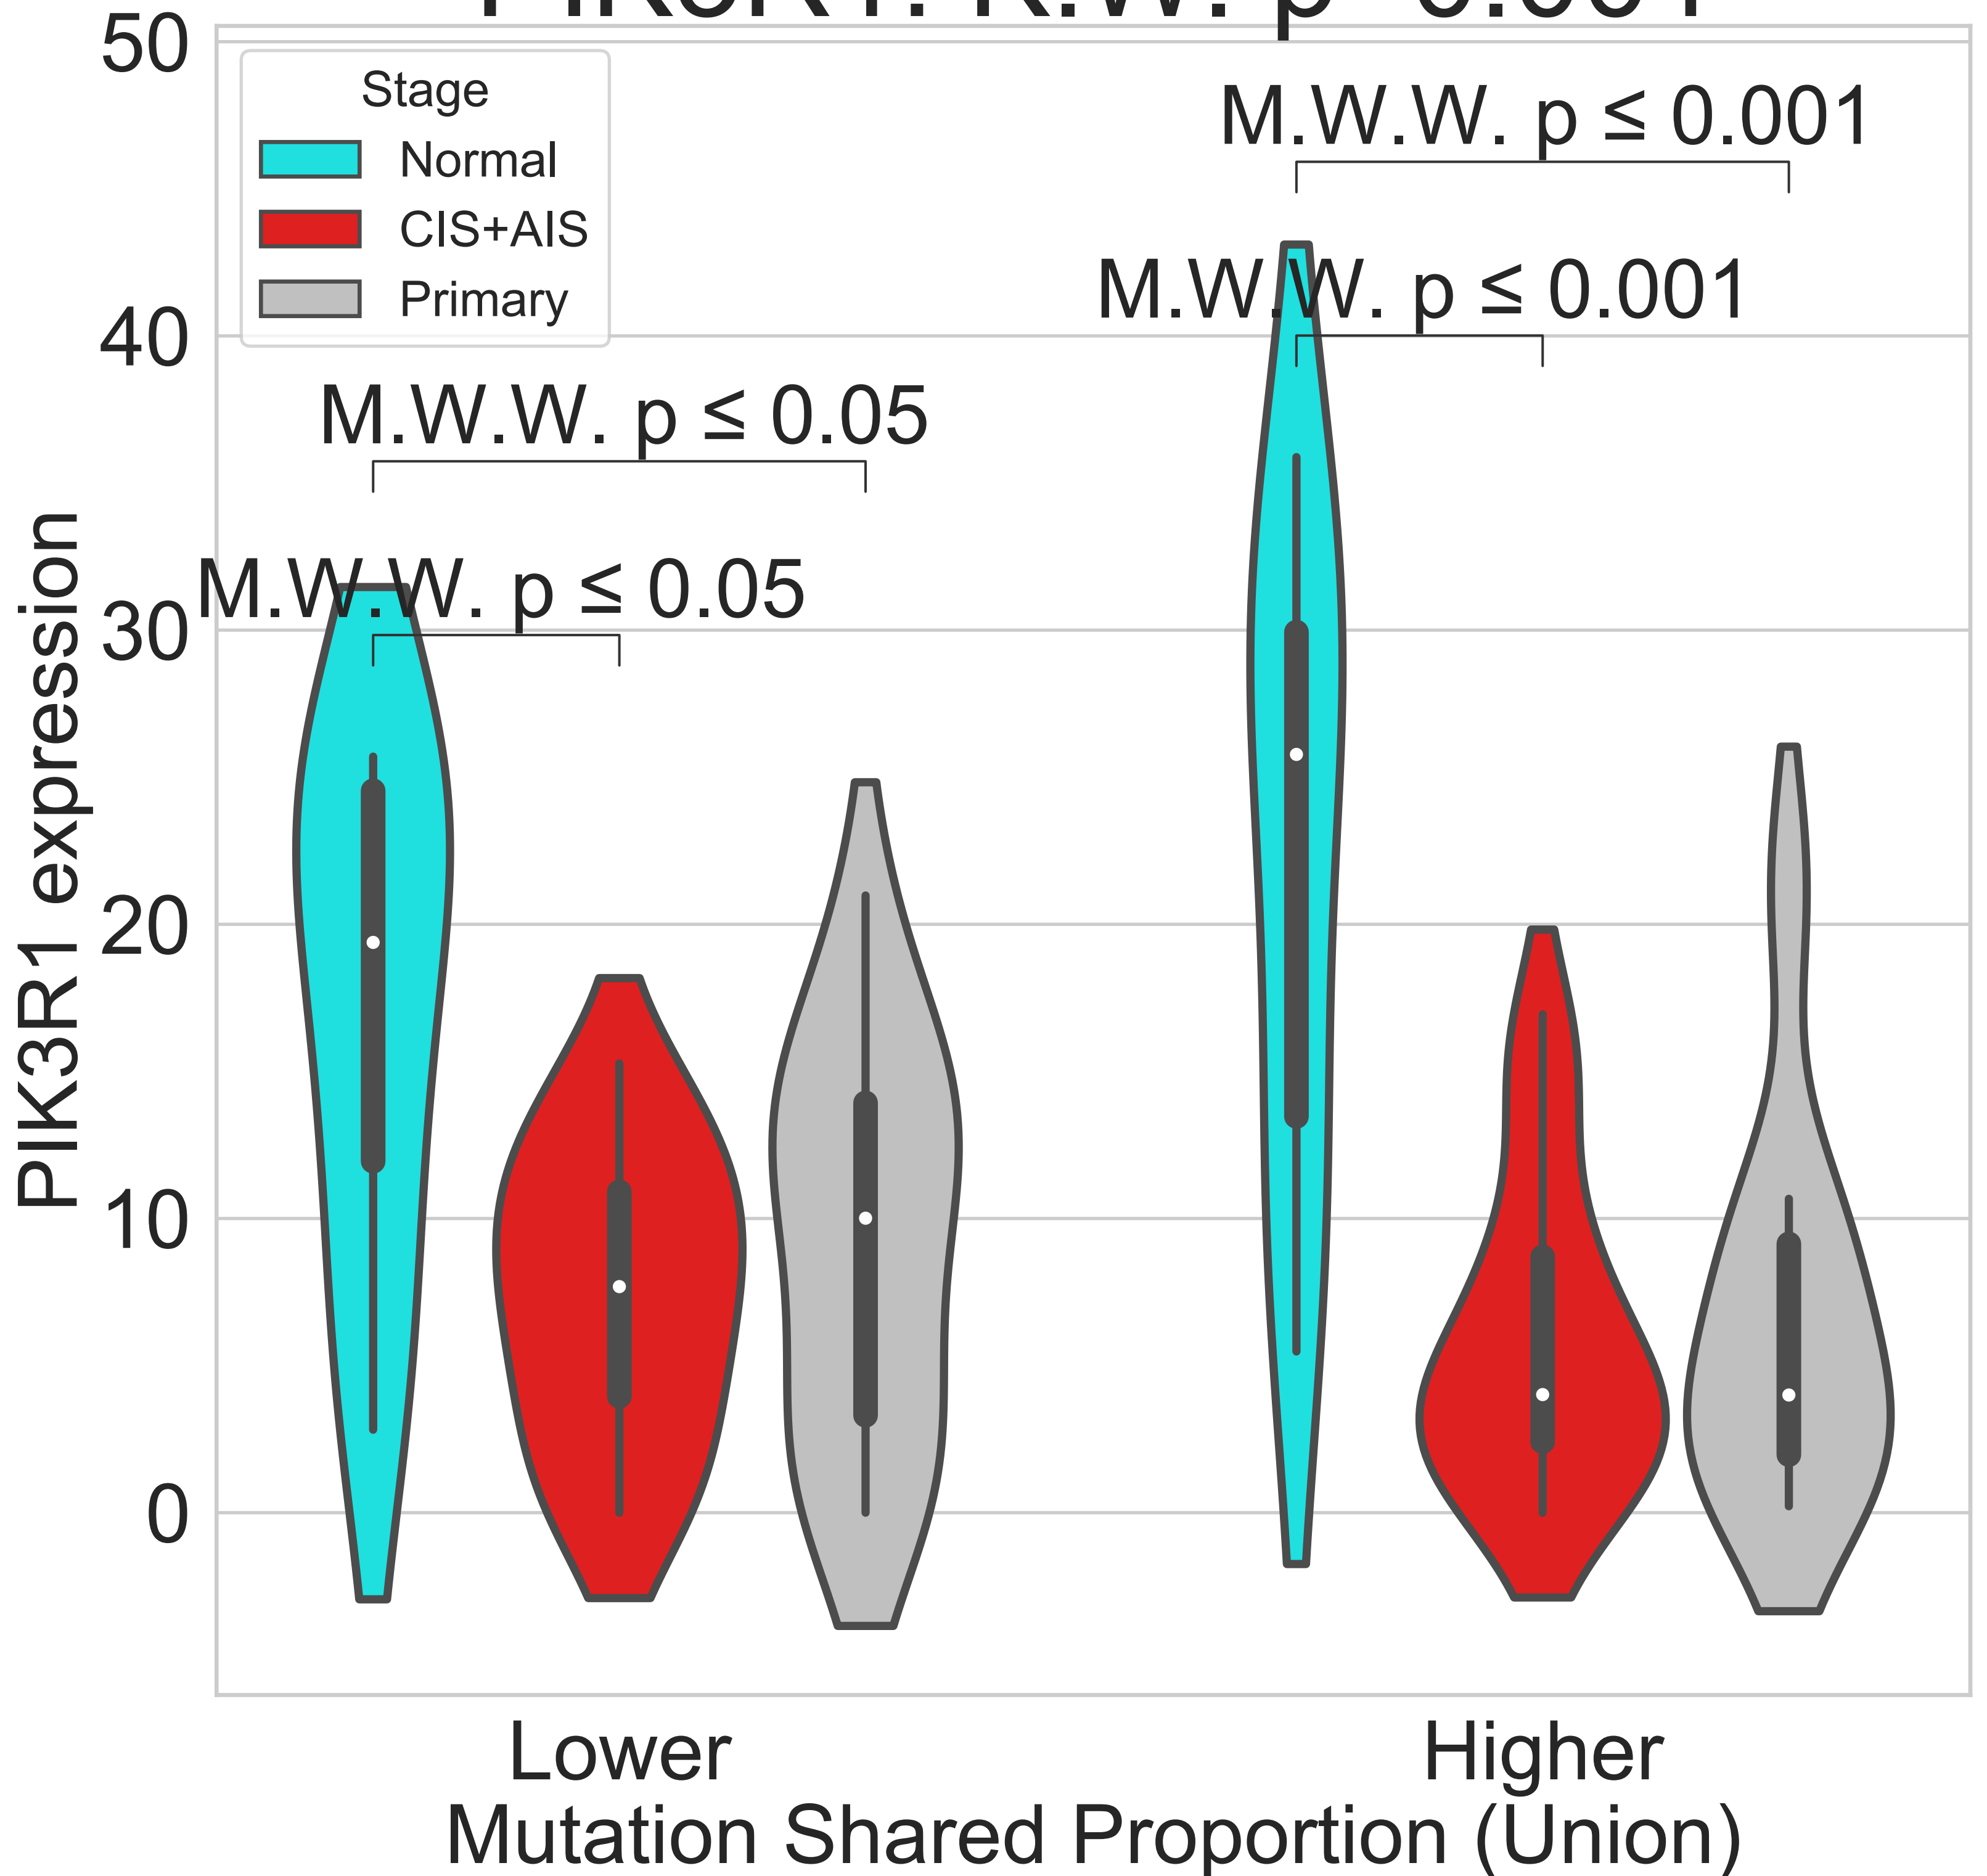 50
Stage
Normal
CIS+AIS
Primary
M.W.W. p ≤ 0.001
M.W.W. p ≤ 0.001
40
M.W.W. p ≤ 0.05
M.W.W. p ≤ 0.05
30
20
10
0
PIK3R1 expression
Lower
Higher
Mutation Shared Proportion (Union)